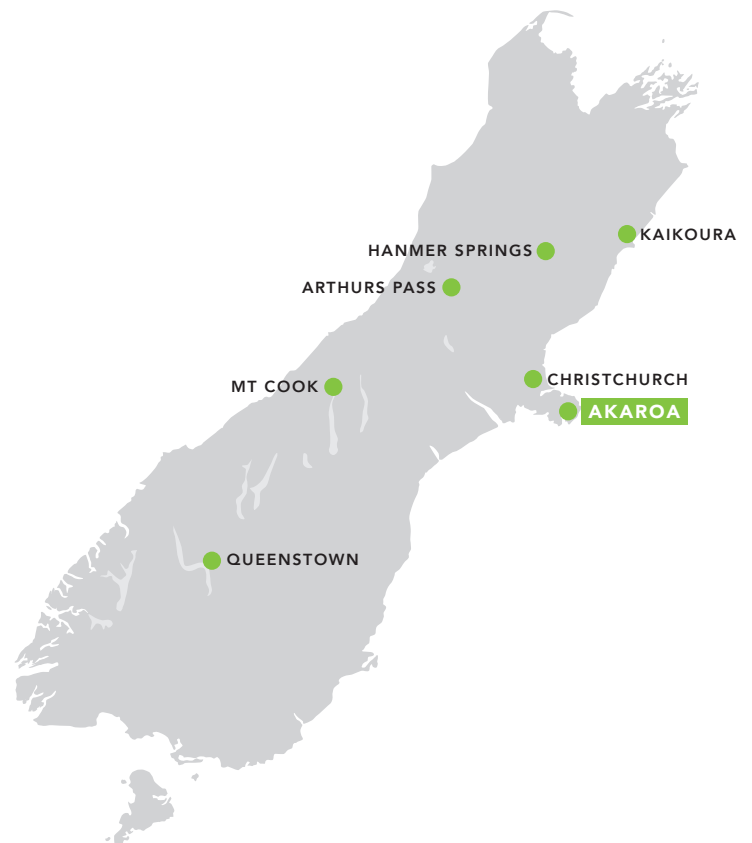 KAIKOURA
HANMER SPRINGS
ARTHURS PASS
CHRISTCHURCH
MT COOK
AKAROA
QUEENSTOWN